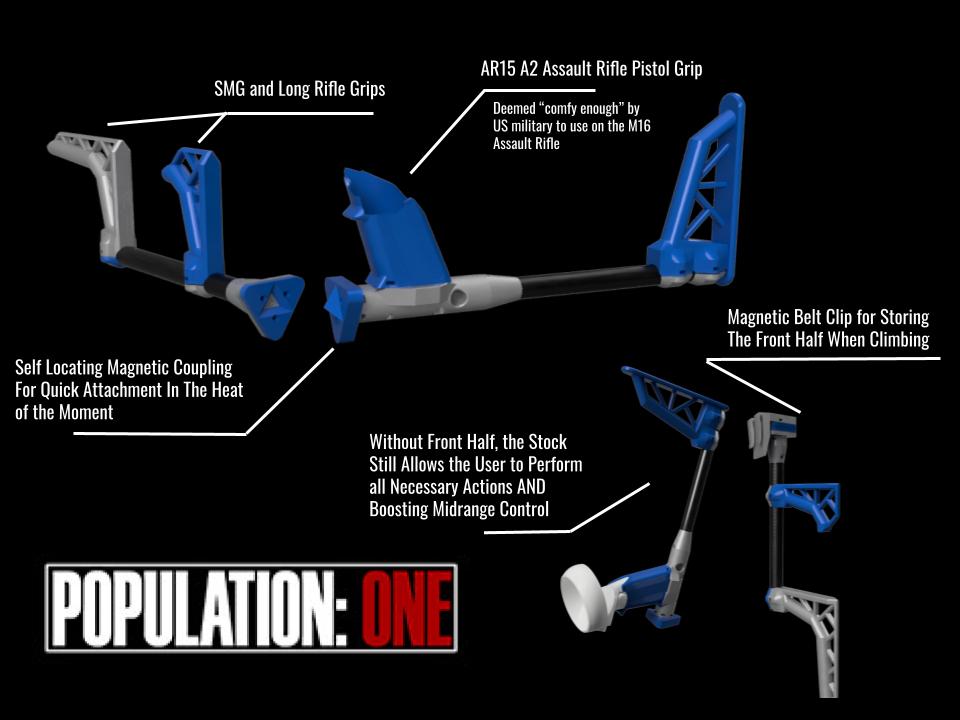 AR15 A2 Assault Rifle Pistol Grip
SMG and Long Rifle Grips
Deemed “comfy enough” by
US military to use on the M16
Assault Rifle
Magnetic Belt Clip for Storing
The Front Half When Climbing
Self Locating Magnetic Coupling
For Quick Attachment In The Heat
of the Moment
Without Front Half, the Stock
Still Allows the User to Perform
all Necessary Actions AND
Boosting Midrange Control
POPULATION: ONE